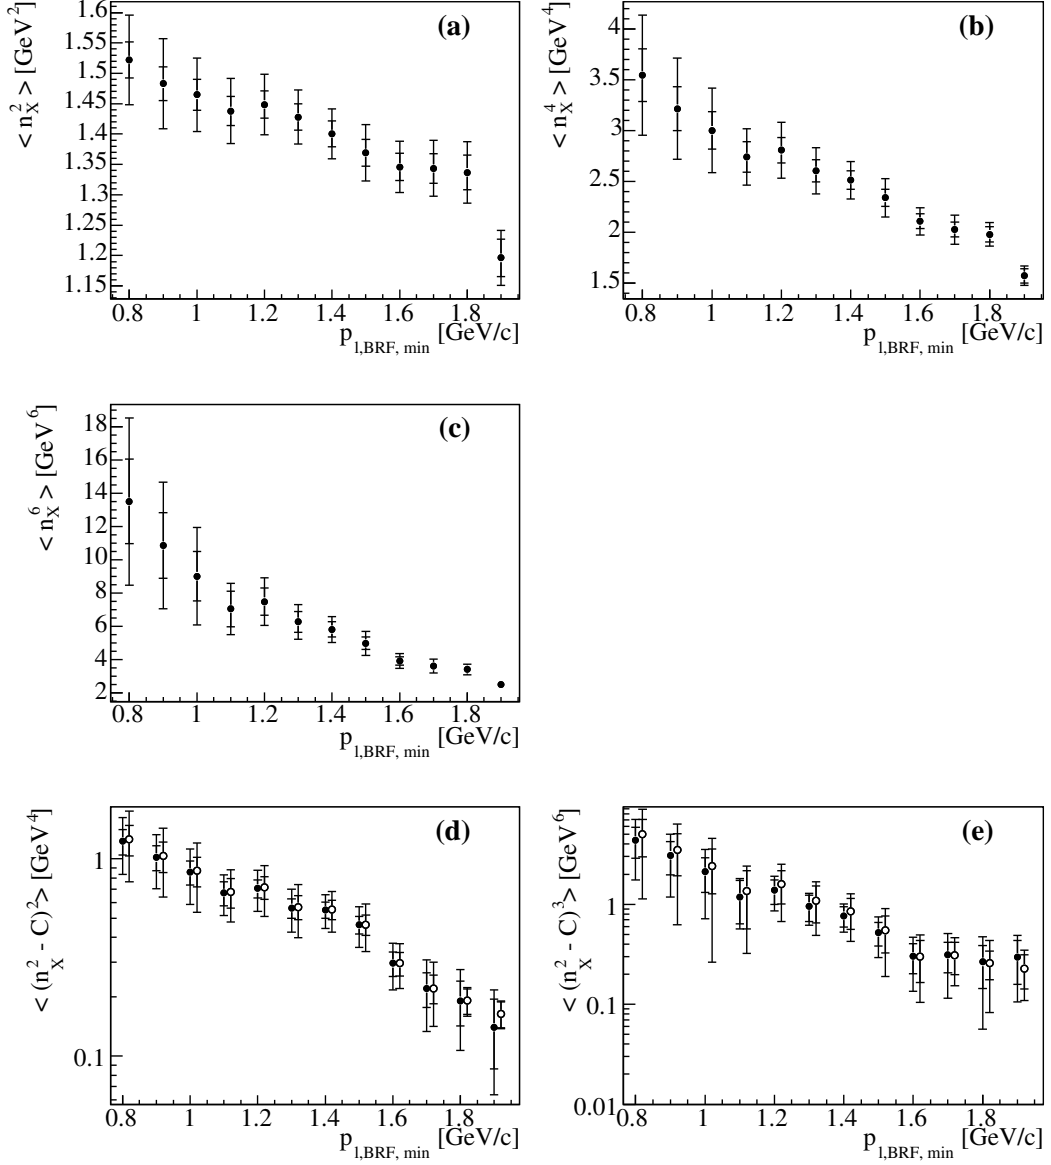 (a)
< n_X^2 > [GeV^2]
1.6
1.55
1.5
1.45
1.4
1.35
1.3
1.25
1.2
1.15
0.8 1 1.2 1.4 1.6 1.8
p_l,BRF, min [GeV/c]
(b)
< n_X^4 > [GeV^4]
4
3.5
3
2.5
2
1.5
0.8 1 1.2 1.4 1.6 1.8
p_l,BRF, min [GeV/c]
(c)
< n_X^6 > [GeV^6]
18
16
14
12
10
8
6
4
2
0.8 1 1.2 1.4 1.6 1.8
p_l,BRF, min [GeV/c]
(d)
< (n_X^2 - C)^2> [GeV^4]
1
0.1
0.8 1 1.2 1.4 1.6 1.8
p_l,BRF, min [GeV/c]
(e)
< (n_X^2 - C)^3> [GeV^6]
10
1
0.1
0.01
0.8 1 1.2 1.4 1.6 1.8
p_l,BRF, min [GeV/c]